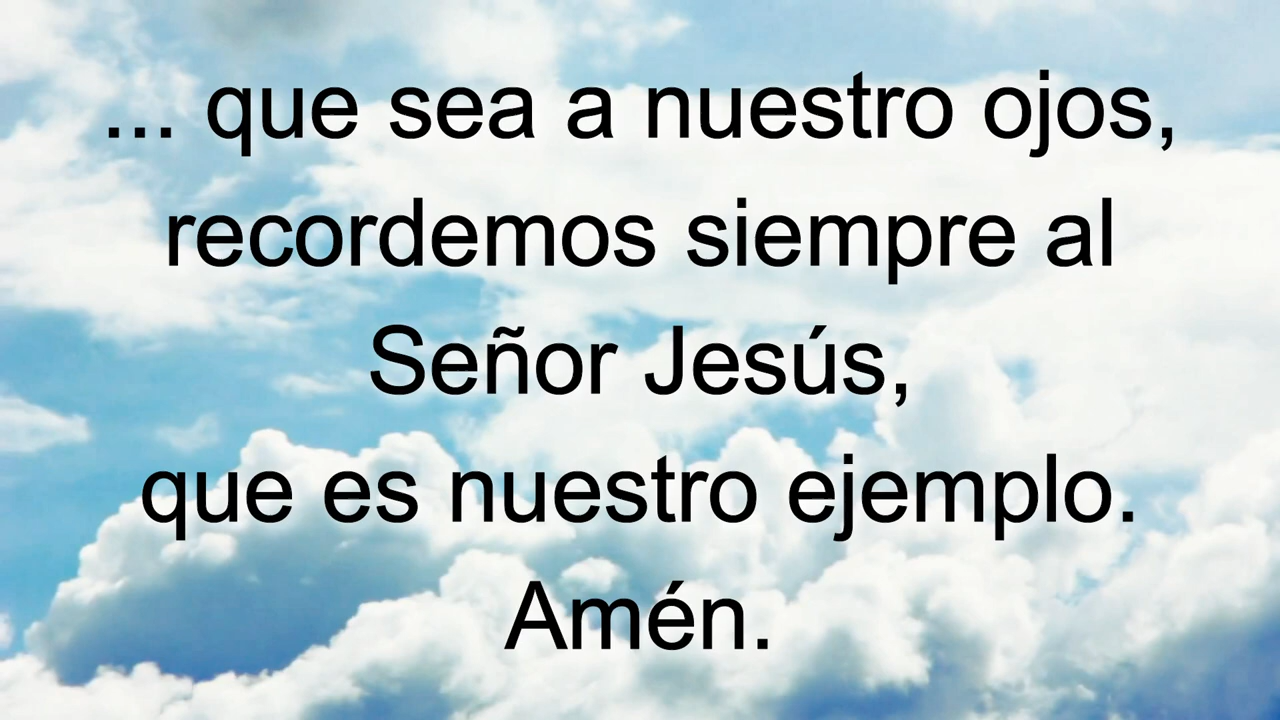 ... que sea a nuestro ojos,
recordemos siempre al
Señor Jesús,
que es nuestro ejemplo.
Amén.